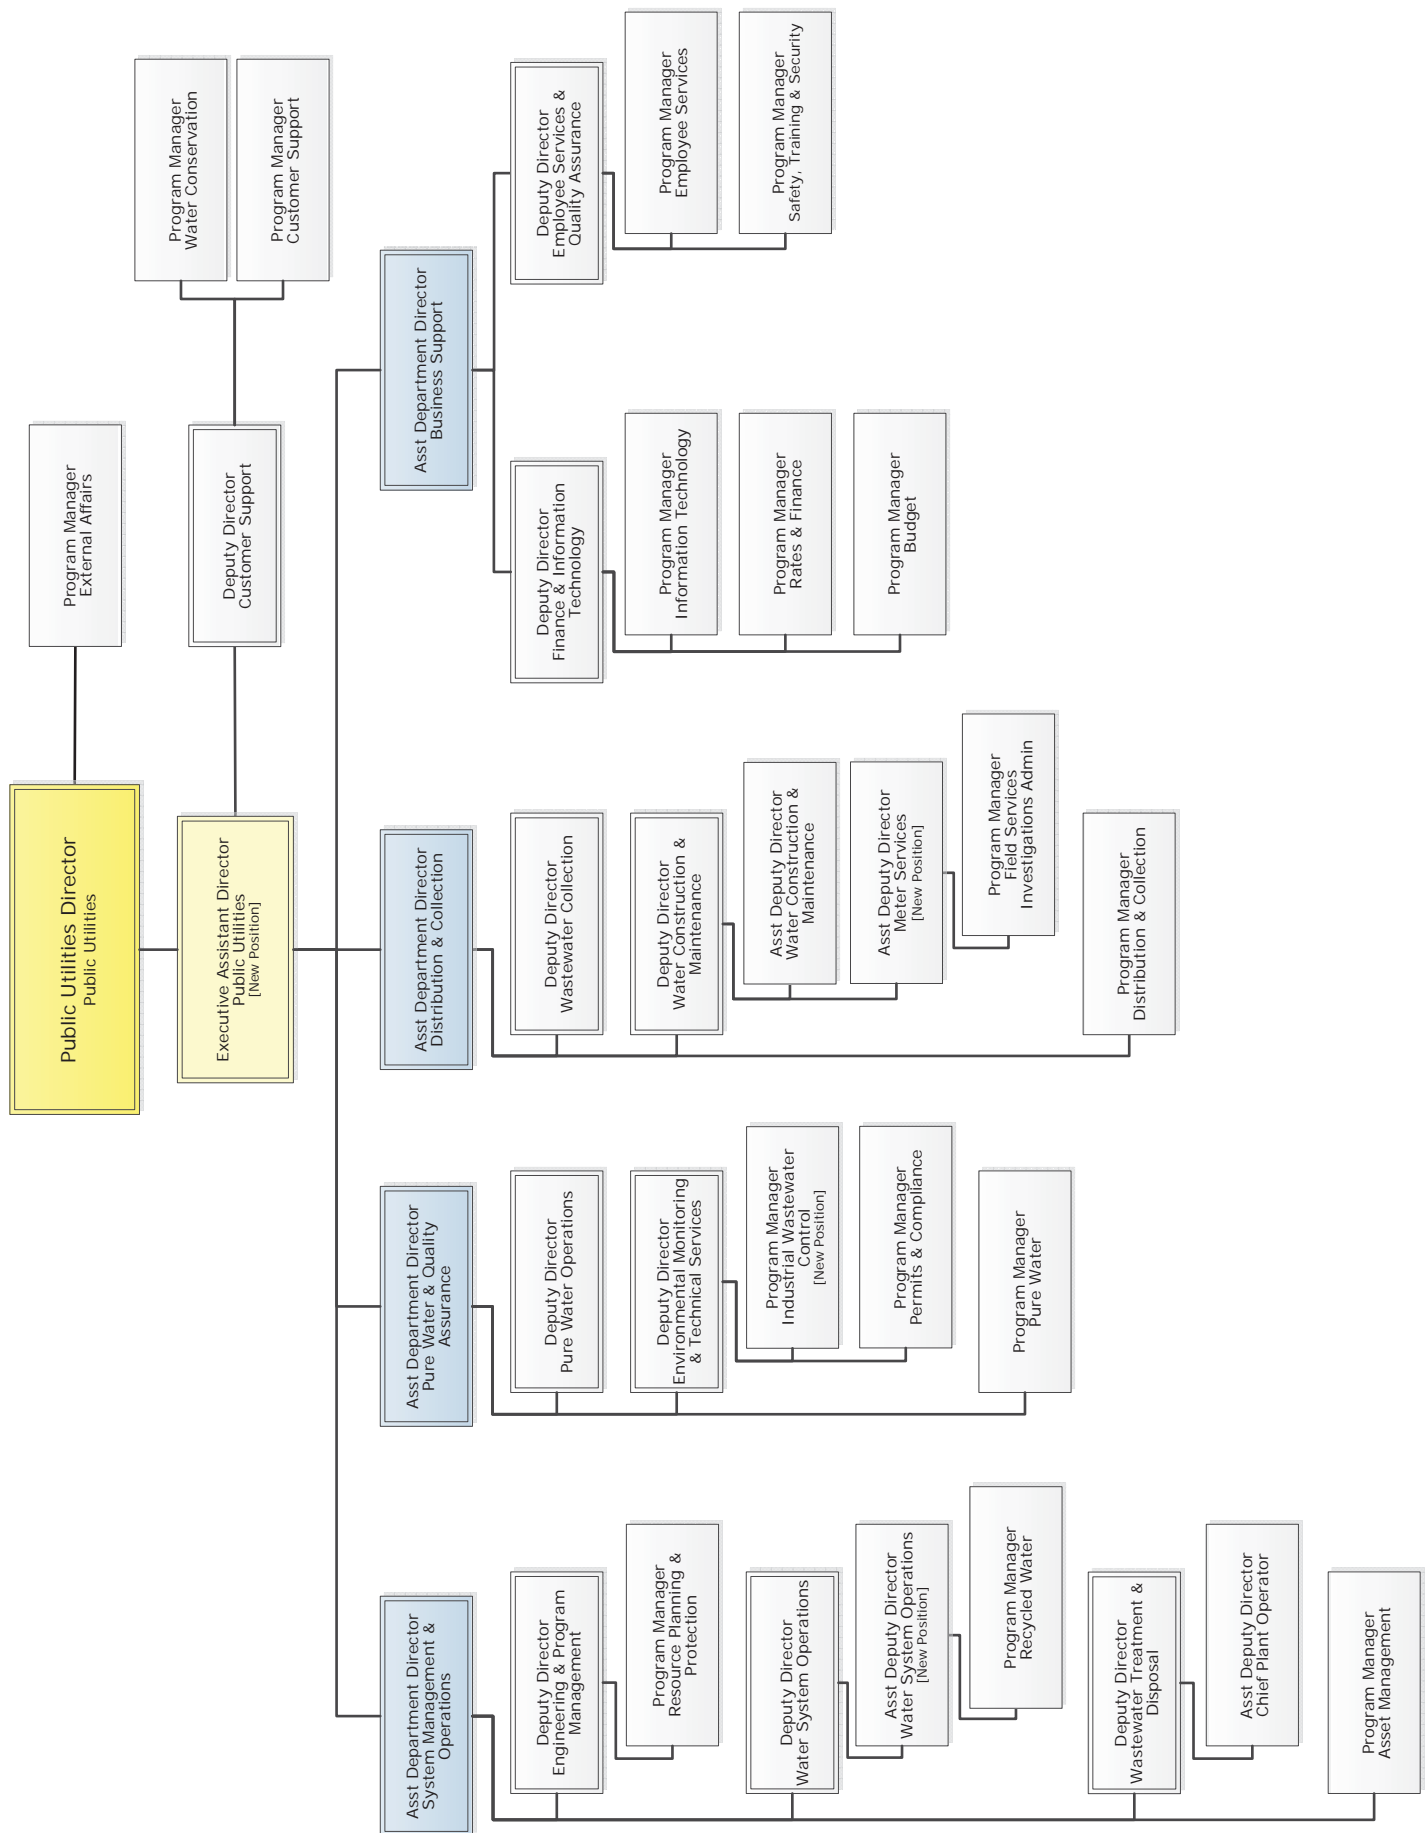 Public Utilities Director
Public Utilities
Program Manager
External Affairs
Executive Assistant Director
Public Utilities
[New Position]
Deputy Director
Customer Support
Program Manager
Water Conservation
Program Manager
Customer Support
Asst Department Director
System Management &
Operations
Deputy Director
Engineering & Program
Management
Program Manager
Resource Planning &
Protection
Deputy Director
Water System Operations
Asst Deputy Director
Water System Operations
[New Position]
Program Manager
Recycled Water
Deputy Director
Wastewater Treatment &
Disposal
Asst Deputy Director
Chief Plant Operator
Program Manager
Asset Management
Asst Department Director
Pure Water & Quality
Assurance
Deputy Director
Pure Water Operations
Deputy Director
Environmental Monitoring
& Technical Services
Program Manager
Industrial Wastewater
Control
[New Position]
Program Manager
Permits & Compliance
Program Manager
Pure Water
Asst Department Director
Distribution & Collection
Deputy Director
Wastewater Collection
Deputy Director
Water Construction &
Maintenance
Asst Deputy Director
Water Construction &
Maintenance
Asst Deputy Director
Meter Services
[New Position]
Program Manager
Field Services
Investigations Admin
Program Manager
Distribution & Collection
Asst Department Director
Business Support
Deputy Director
Finance & Information
Technology
Program Manager
Information Technology
Program Manager
Rates & Finance
Program Manager
Budget
Deputy Director
Employee Services &
Quality Assurance
Program Manager
Employee Services
Program Manager
Safety, Training & Security